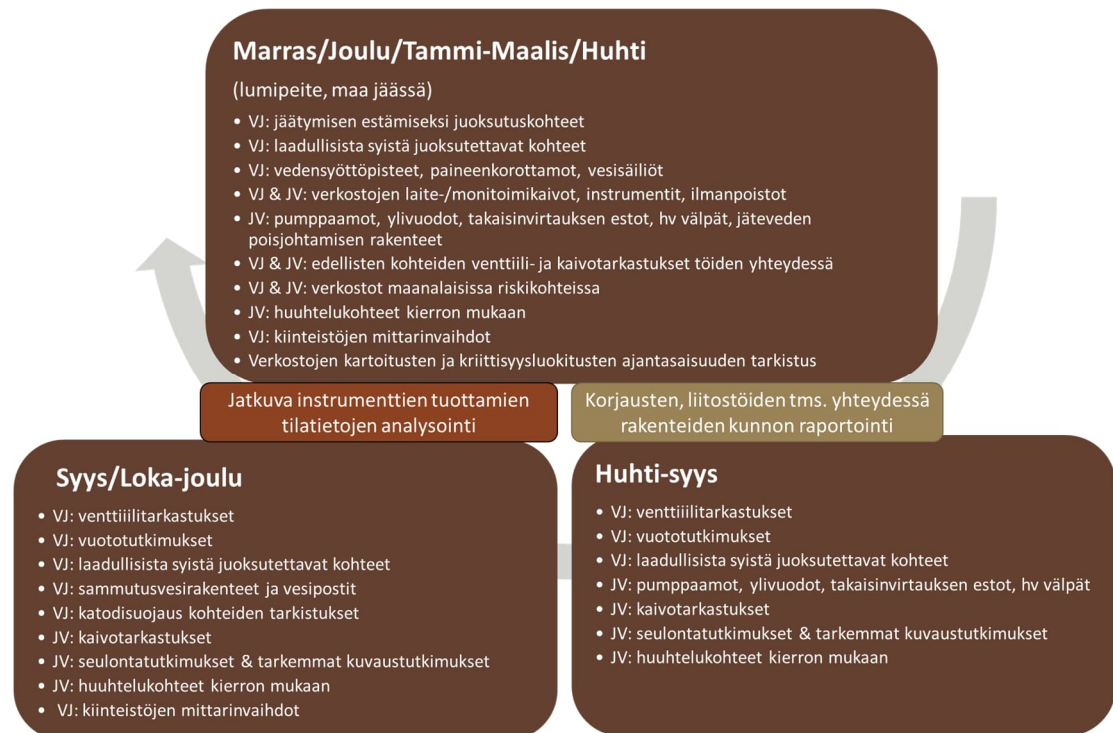 Marras/Joulu/Tammi-Maalis/Huhti
(lumipeite, maa jäässä)
• VJ: jäätymisen estämiseksi juoksutuskohteet
• VJ: laadullisista syistä juoksutettavat kohteet
• VJ: vedensyöttöpisteet, paineenkorottamot, vesisäiliöt
• VJ & JV: verkostojen laite-/monitoimikaivot, instrumentit, ilmanpoistot
• JV: pumppaamot, ylivuodot, takaisinvirtauksen estot, hv välpät, jäteveden
poisjohtamisen rakenteet
• VJ & JV: edellisten kohteiden venttiili- ja kaivotarkastukset töiden yhteydessä
• VJ & JV: verkostot maanalaisissa riskikohteissa
• JV: huuhtelukohteet kierron mukaan
• VJ: kiinteistöjen mittarinvaihdot
• Verkostojen kartoitusten ja kriittisyysluokitusten ajantasaisuuden tarkistus
Jatkuva instrumenttien tuottamien
tilatietojen analysointi
Korjausten, liitostöiden tms. yhteydessä
rakenteiden kunnon raportointi
Syys/Loka-joulu
• VJ: venttiiilitarkastukset
• VJ: vuototutkimukset
• VJ: laadullisista syistä juoksutettavat kohteet
• VJ: sammutusvesirakenteet ja vesipostit
• VJ: katodisuojaus kohteiden tarkistukset
• JV: kaivotarkastukset
• JV: seulontatutkimukset & tarkemmat kuvaustutkimukset
• JV: huuhtelukohteet kierron mukaan
• VJ: kiinteistöjen mittarinvaihdot
Huhti-syys
• VJ: venttiiilitarkastukset
• VJ: vuototutkimukset
• VJ: laadullisista syistä juoksutettavat kohteet
• JV: pumppaamot, ylivuodot, takaisinvirtauksen estot, hv välpät
• JV: kaivotarkastukset
• JV: seulontatutkimukset & tarkemmat kuvaustutkimukset
• JV: huuhtelukohteet kierron mukaan